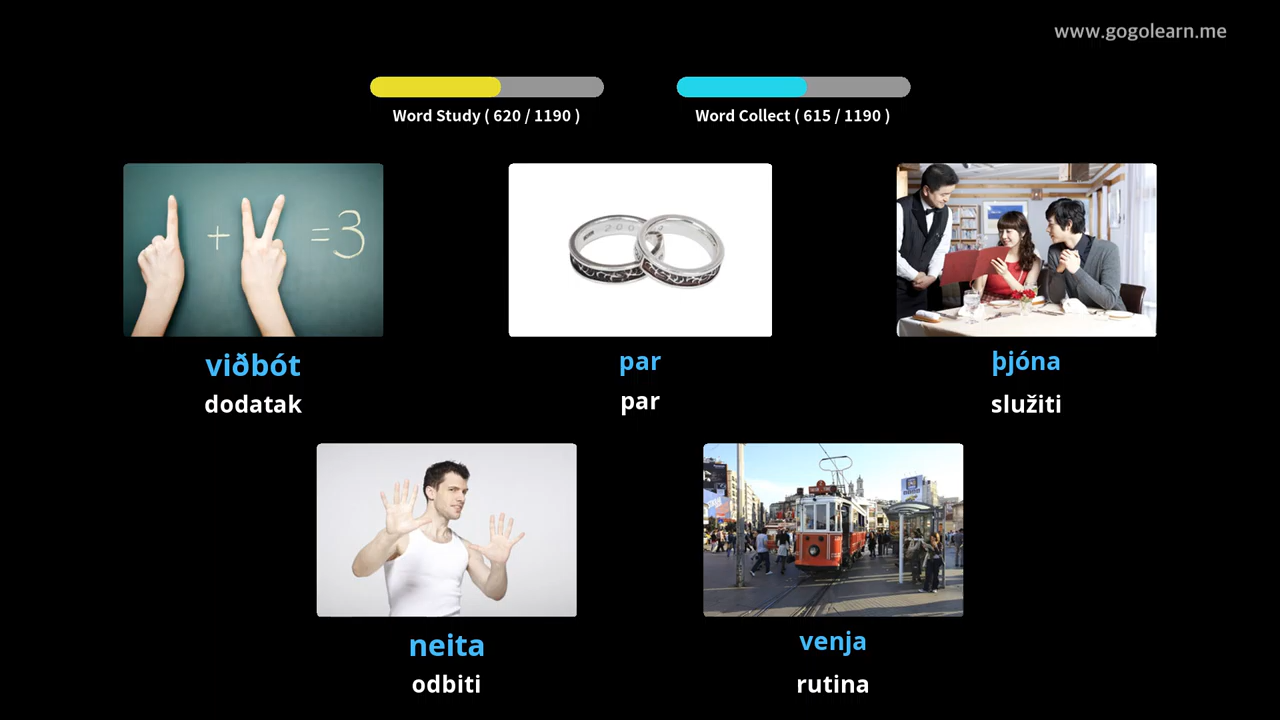 www.gogolearn.me
Word Study ( 620 / 1190 )
Word Collect ( 615 / 1190 )
+ =3
viðbót
dodatak
par
par
þjóna
služiti
neita
odbiti
venja
rutina